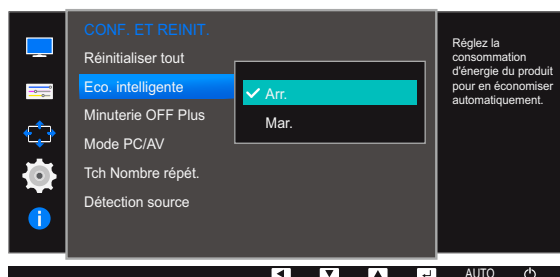 CONF. ET REINIT.
Réinitialiser tout
Eco. intelligente
Minuterie OFF Plus
Mode PC/AV
Tch Nombre répét.
Détection source
Arr.
Mar.
Réglez la
consommation
d'énergie du produit
pour en économiser
automatiquement.
AUTO